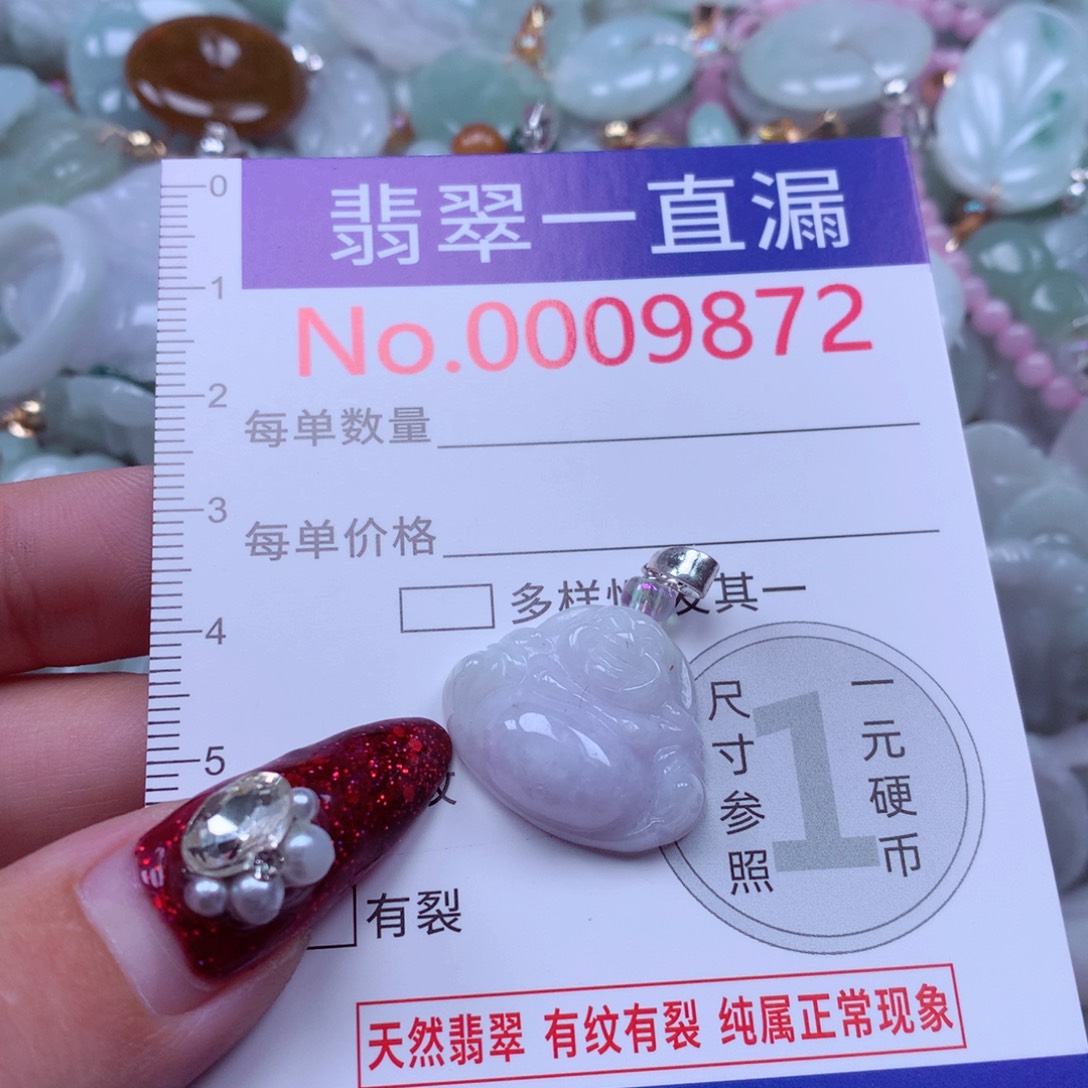 翡翠一直漏
No.0009872
每单数量
每单价格
多样 其一
尺寸参照
一元硬币
1
有裂
天然翡翠 有纹有裂 纯属正常现象
0
1
2
3
4
5